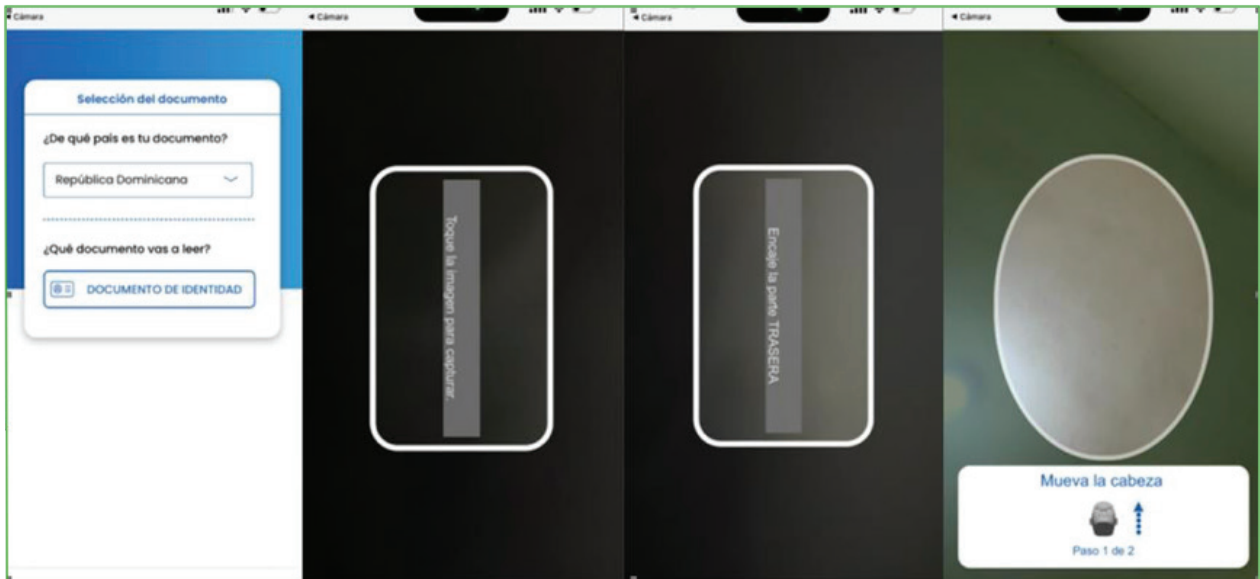 Cámara
Selección del documento
¿De qué país es tu documento?
República Dominicana
¿Qué documento vas a leer?
DOCUMENTO DE IDENTIDAD
◄ Cámara
Toque la imagen para capturar.
◄ Cámara
Encaje la parte TRASERA
◄ Cámara
Mueva la cabeza
Paso 1 de 2